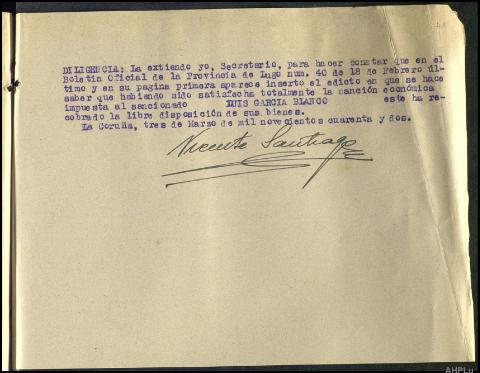 DILIGENCIA; La extiendo yo, Secretario, para hacer constar que en el
Boletin Oficial de la Provincia de Lugo num. 40 de 18 de Febrero úl-
timo y en su pagina primera aparece inserto el edicto en que se hace
saber que habiendo sido satisfecha totalmente la sanción económica
impuesta al sancionado LUIS GARCIA BLANCO este ha re-
cobrado la libre disposición de sus bienes.
La Coruña, tres de Marzo de mil novecientos cuarenta y dos.
Vicente Santiago
AHPLu